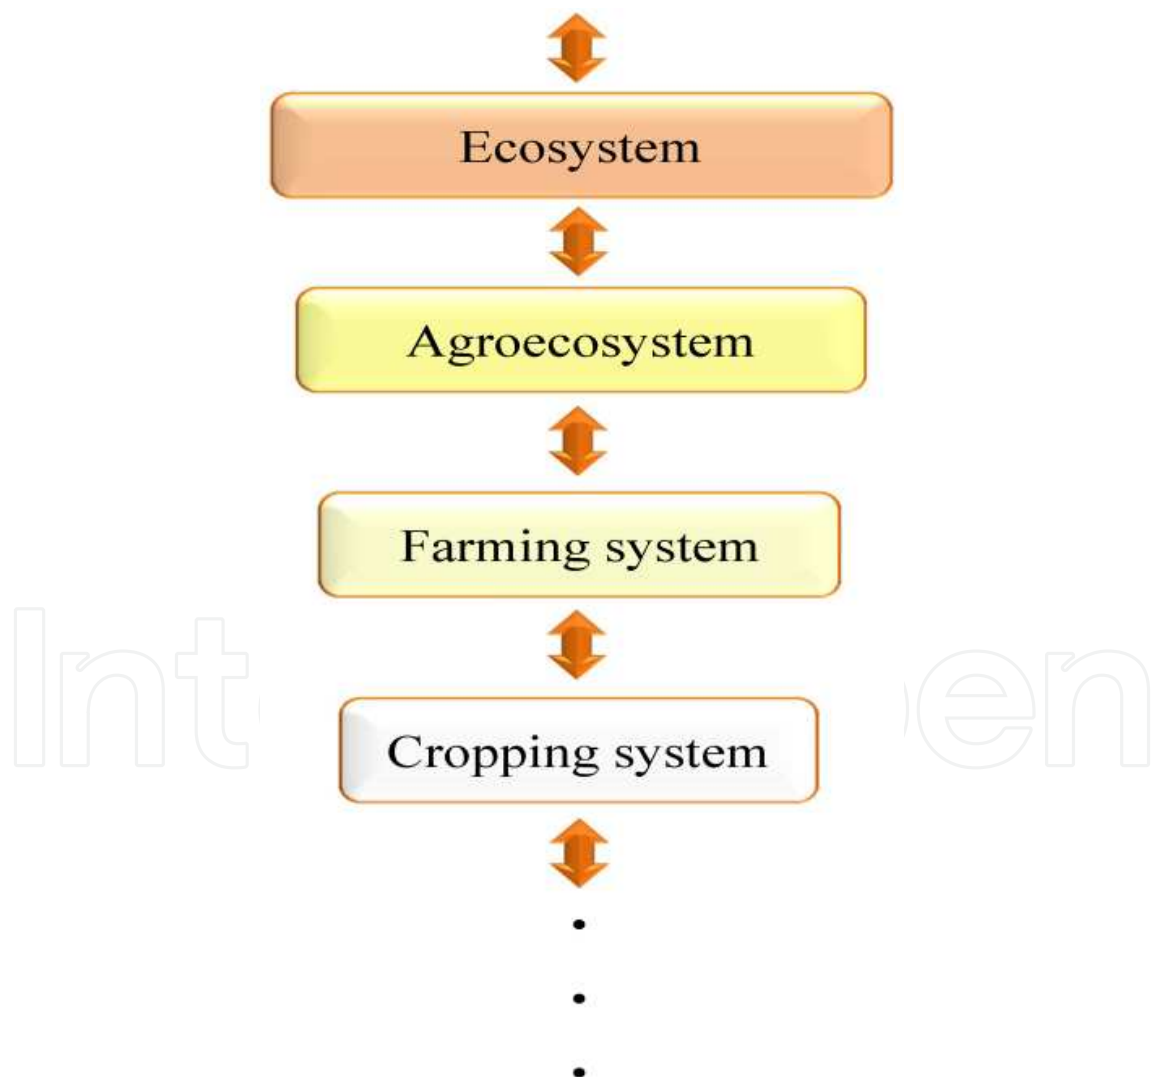 Ecosystem
Agroecosystem
Farming system
Cropping system